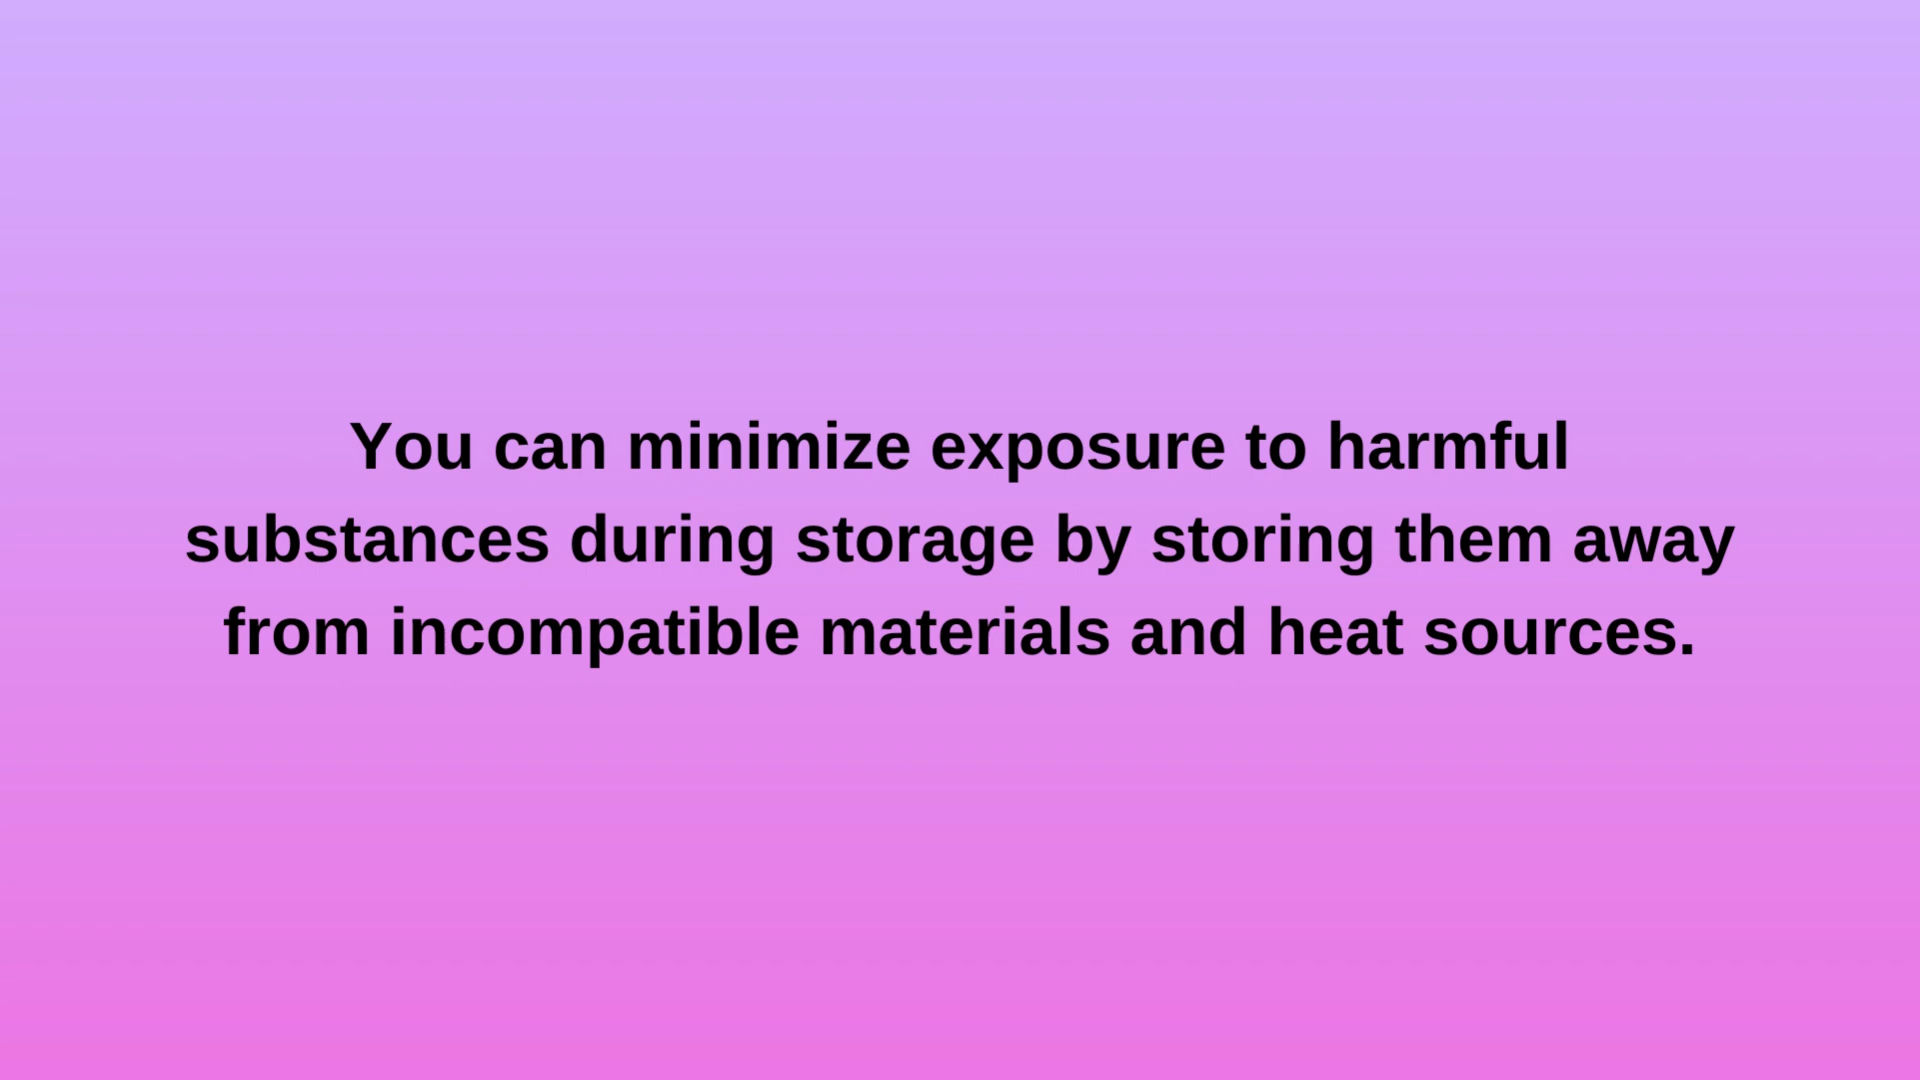 You can minimize exposure to harmful
substances during storage by storing them away
from incompatible materials and heat sources.